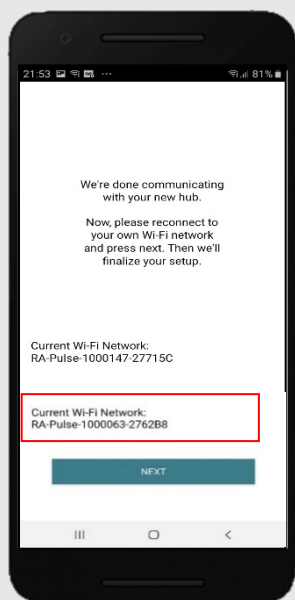 21:53 81%
We're done communicating
with your new hub.
Now, please reconnect to
your own Wi-Fi network
and press next. Then we'll
finalize your setup.
Current Wi-Fi Network:
RA-Pulse-1000147-27715C
Current Wi-Fi Network:
RA-Pulse-1000063-2762B8
NEXT